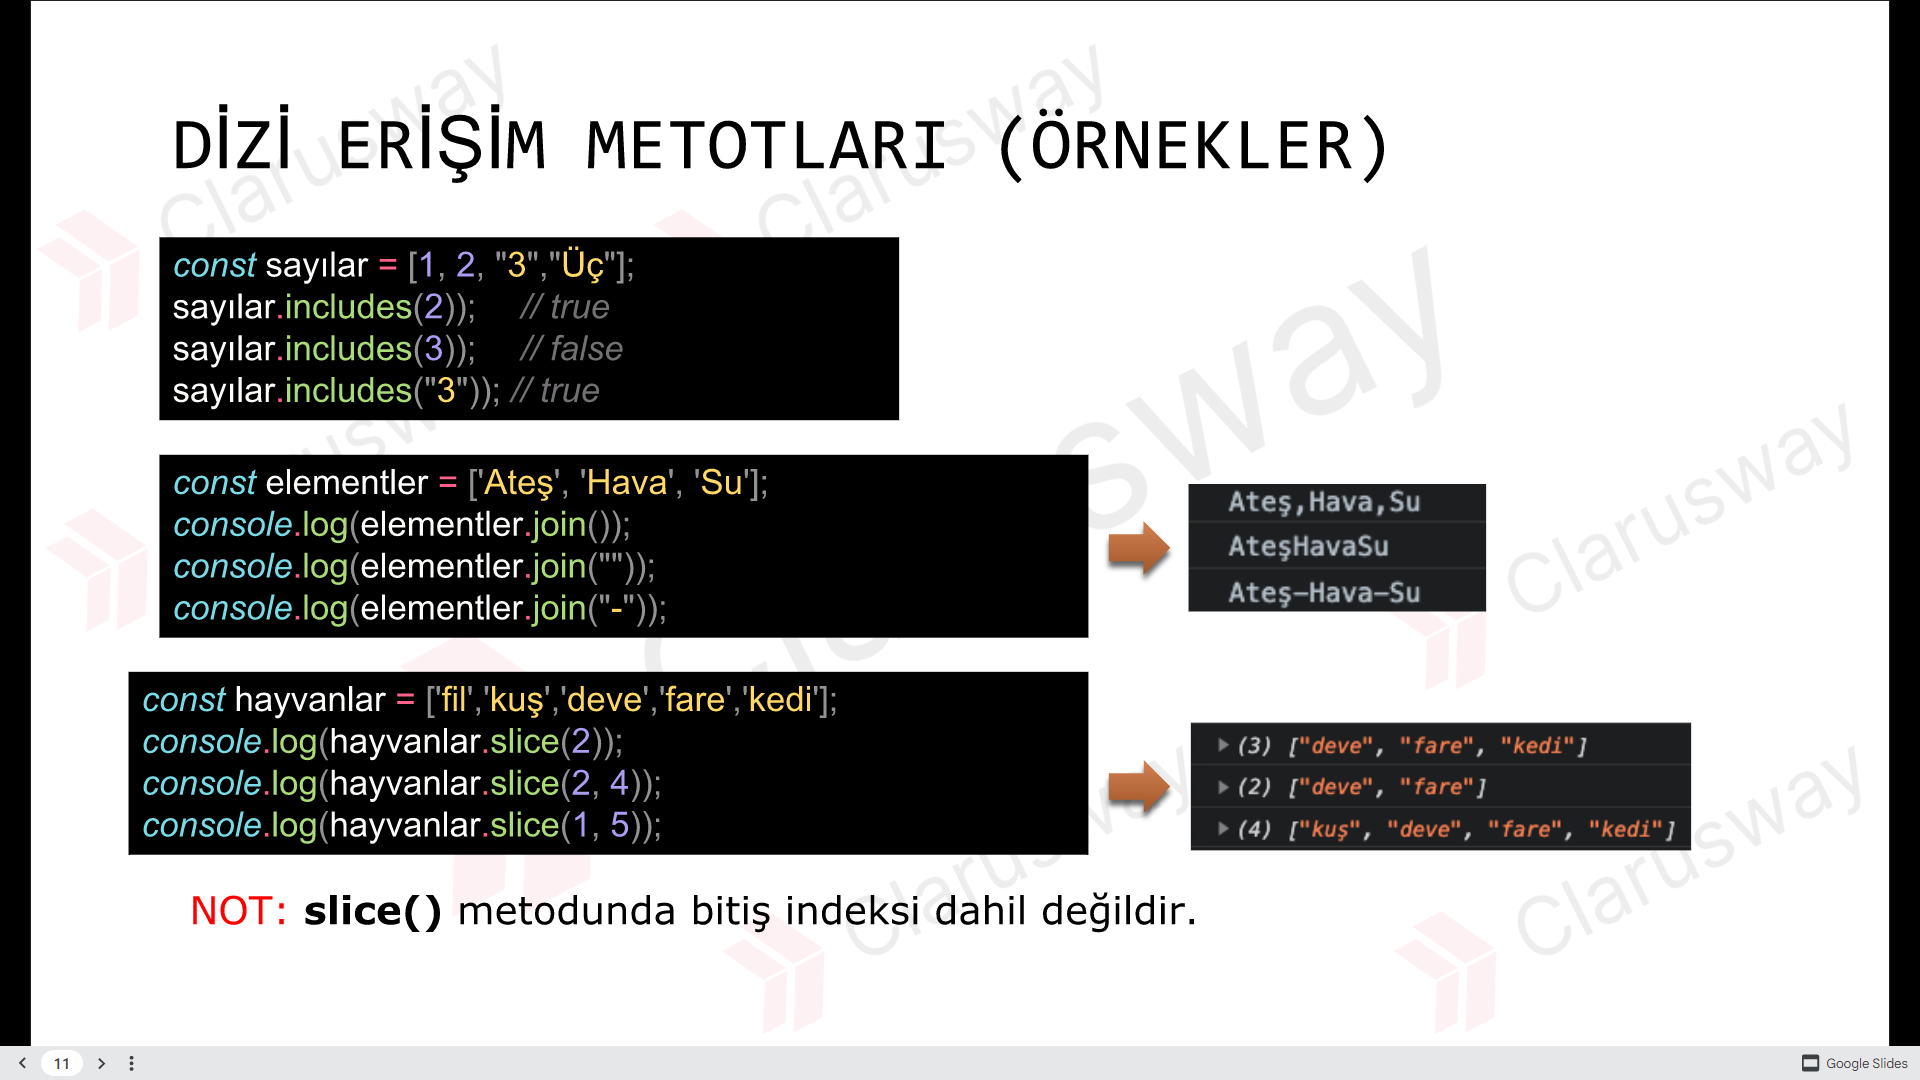 DİZİ ERİŞİM METOTLARI (ÖRNEKLER)
const sayılar = [1, 2, "3","Üç"];
sayılar.includes(2)); // true
sayılar.includes(3)); // false
sayılar.includes("3")); // true
const elementler = ['Ateş', 'Hava', 'Su'];
console.log(elementler.join());
console.log(elementler.join(""));
console.log(elementler.join("-"));
Ateş,Hava,Su
AteşHavaSu
Ateş-Hava-Su
const hayvanlar = ['fil','kuş','deve','fare','kedi'];
console.log(hayvanlar.slice(2));
console.log(hayvanlar.slice(2, 4));
console.log(hayvanlar.slice(1, 5));
(3) ["deve", "fare", "kedi"]
(2) ["deve", "fare"]
(4) ["kuş", "deve", "fare", "kedi"]
NOT: slice() metodunda bitiş indeksi dahil değildir.
Clarusway
Clarusway
Clarusway
Clarusway
Clarusway
Clarusway
11
Google Slides